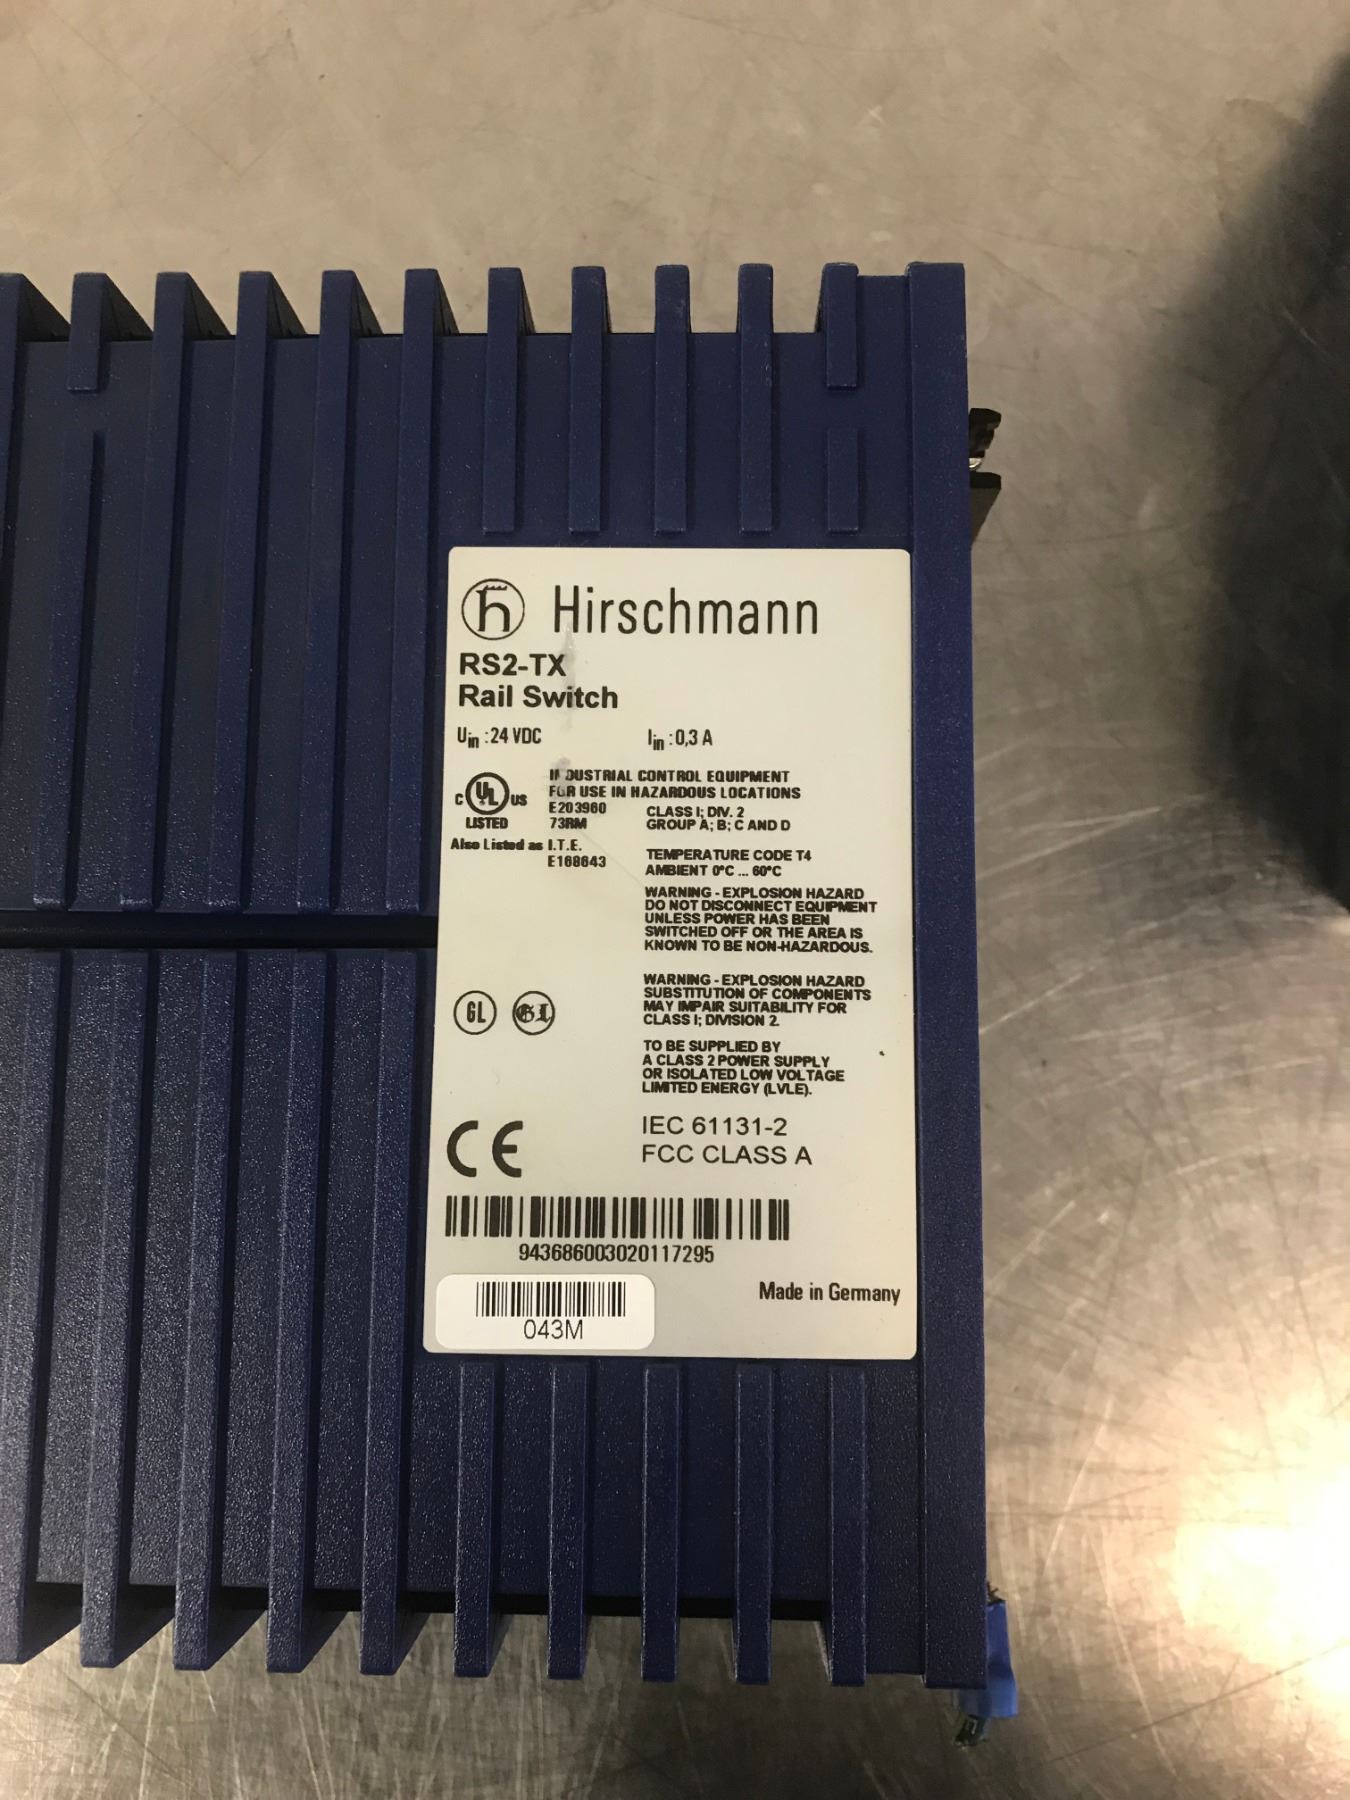 Hirschmann
RS2-TX
Rail Switch
Uin :24 VDC Iin :0,3 A
INDUSTRIAL CONTROL EQUIPMENT
FOR USE IN HAZARDOUS LOCATIONS
C UL US
LISTED
E203960
73RM
CLASS I; DIV. 2
GROUP A; B; C AND D
Also Listed as I.T.E.
E168643
TEMPERATURE CODE T4
AMBIENT 0°C ... 60°C
WARNING - EXPLOSION HAZARD
DO NOT DISCONNECT EQUIPMENT
UNLESS POWER HAS BEEN
SWITCHED OFF OR THE AREA IS
KNOWN TO BE NON-HAZARDOUS.
WARNING - EXPLOSION HAZARD
SUBSTITUTION OF COMPONENTS
MAY IMPAIR SUITABILITY FOR
CLASS I; DIVISION 2.
GL GL
TO BE SUPPLIED BY
A CLASS 2 POWER SUPPLY
OR ISOLATED LOW VOLTAGE
LIMITED ENERGY (LVLE).
CE
IEC 61131-2
FCC CLASS A
943686003020117295
Made in Germany
043M